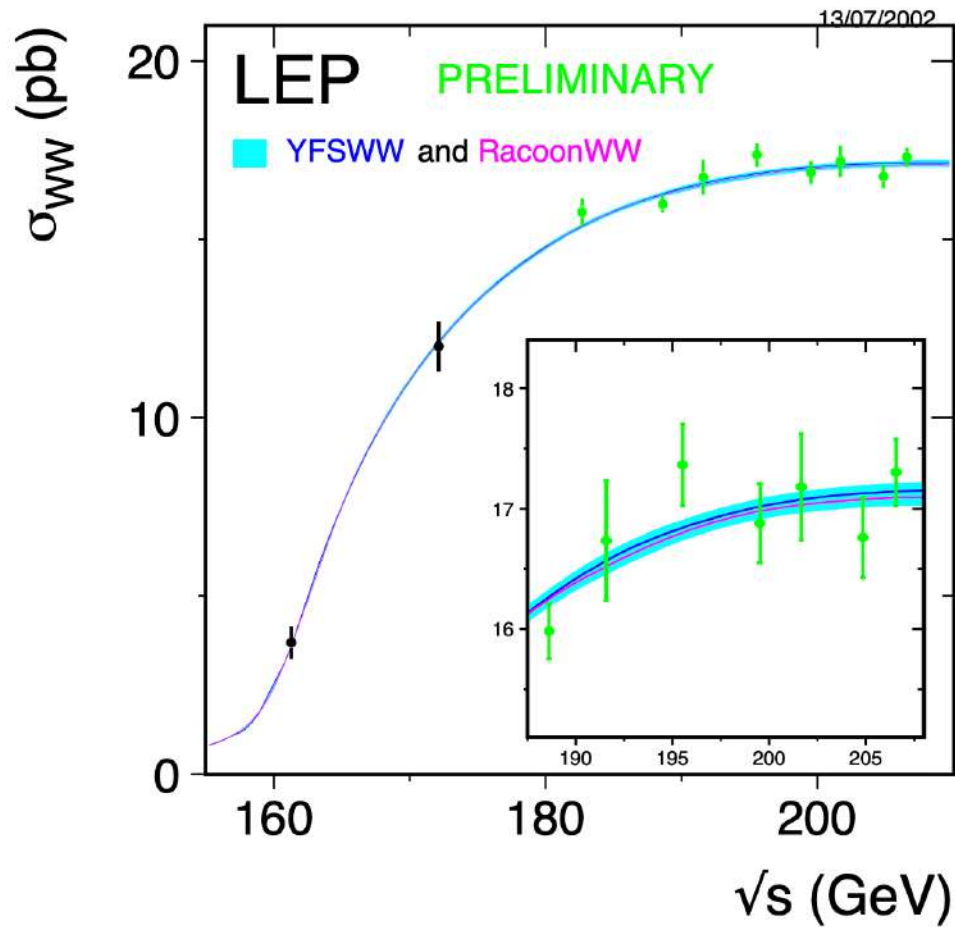 13/07/2002
σWW (pb)
20
10
0
LEP PRELIMINARY
YFSWW and RacoonWW
18
17
16
190 195 200 205
160 180 200
√s (GeV)